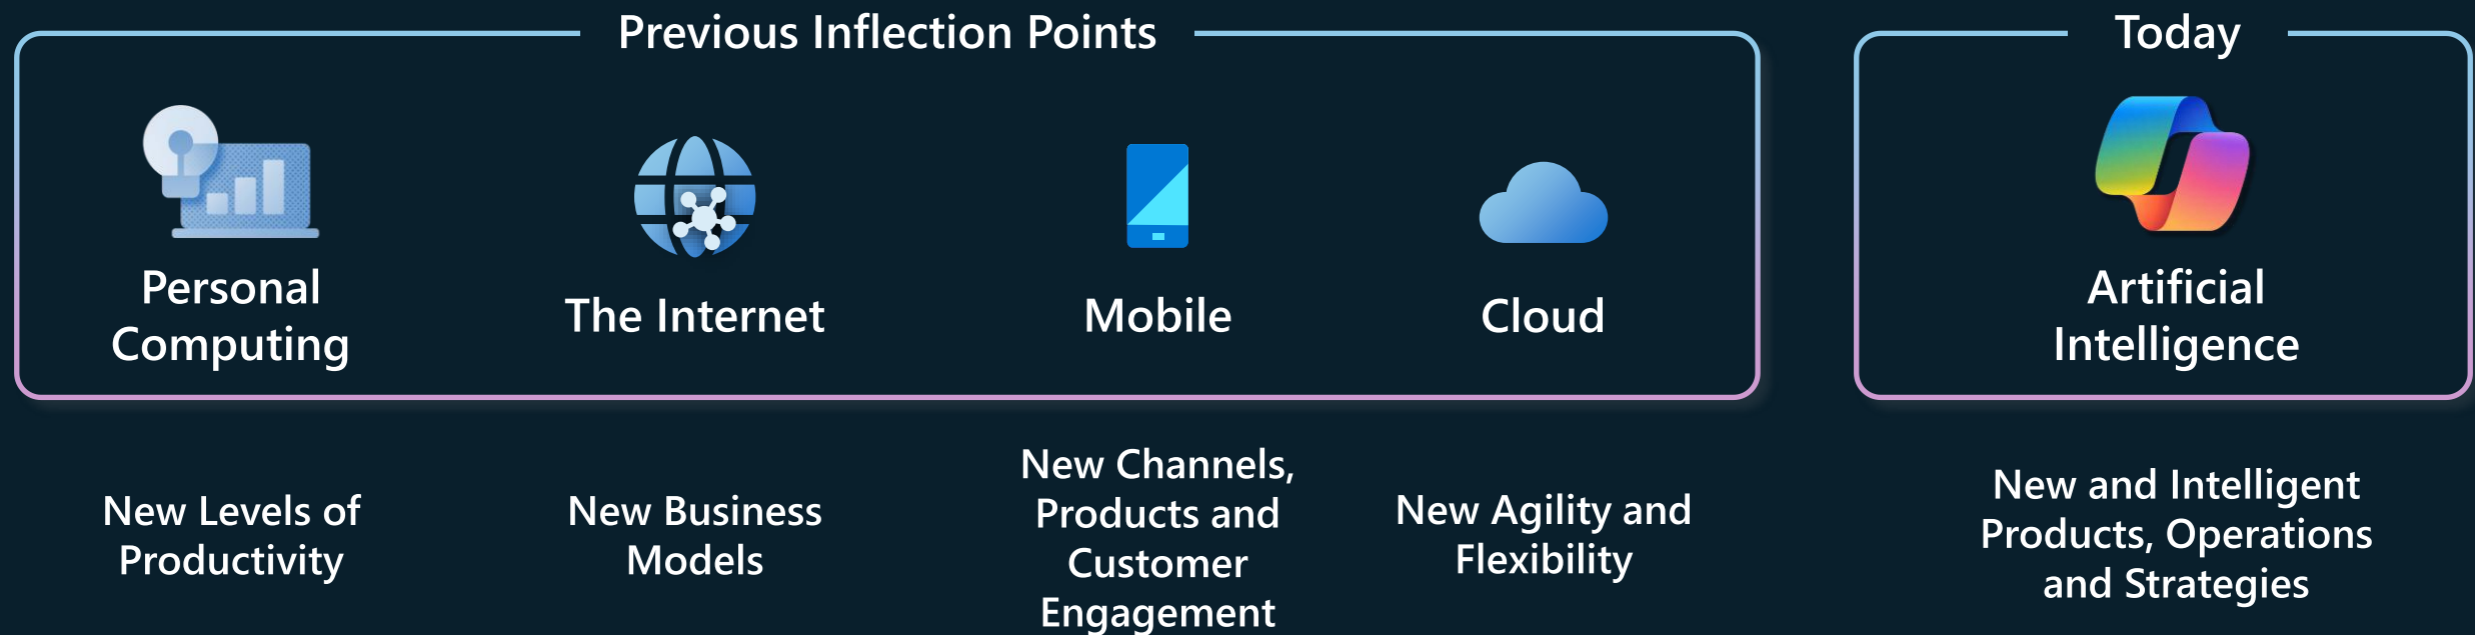 Previous Inflection Points
Today
Personal
Computing
The Internet
Mobile
Cloud
Artificial
Intelligence
New Levels of
Productivity
New Business
Models
New Channels,
Products and
Customer
Engagement
New Agility and
Flexibility
New and Intelligent
Products, Operations
and Strategies